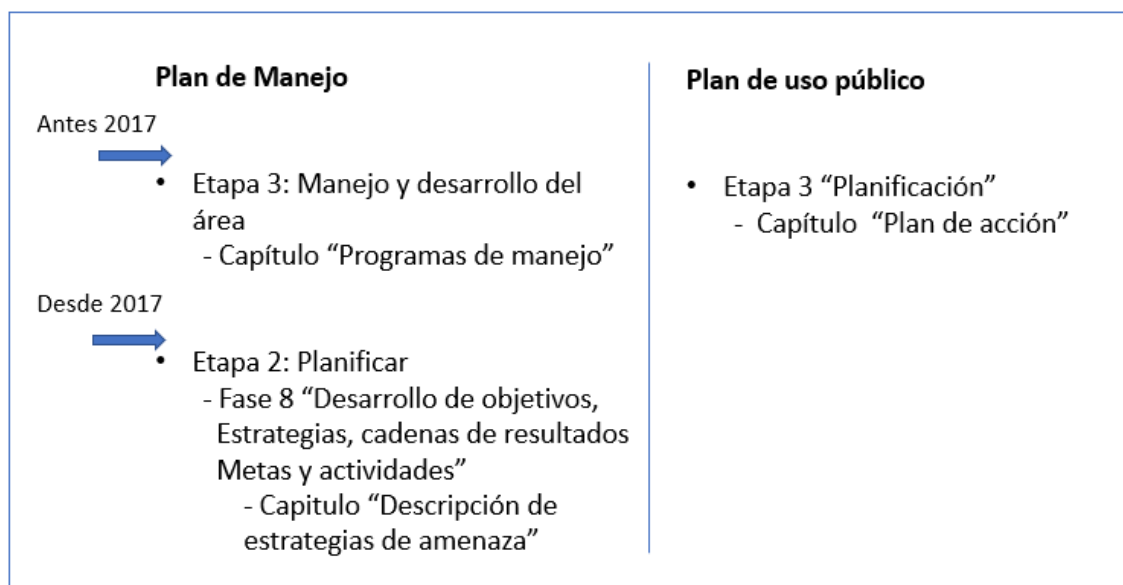 Plan de Manejo
Antes 2017
• Etapa 3: Manejo y desarrollo del
área
- Capítulo “Programas de manejo”
Desde 2017
• Etapa 2: Planificar
- Fase 8 “Desarrollo de objetivos,
Estrategias, cadenas de resultados
Metas y actividades”
- Capitulo “Descripción de
estrategias de amenaza”
Plan de uso público
• Etapa 3 “Planificación”
- Capítulo “Plan de acción”